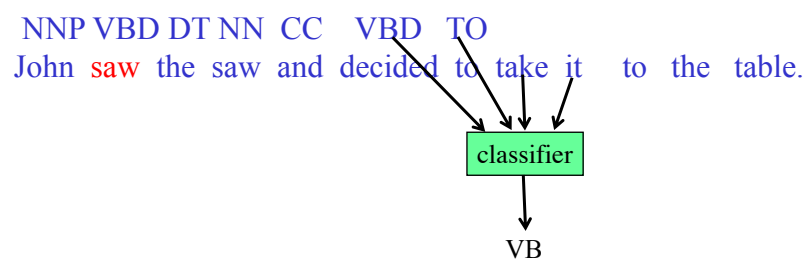 NNP VBD DT NN CC VBD TO
John saw the saw and decided to take it to the table.
classifier
VB